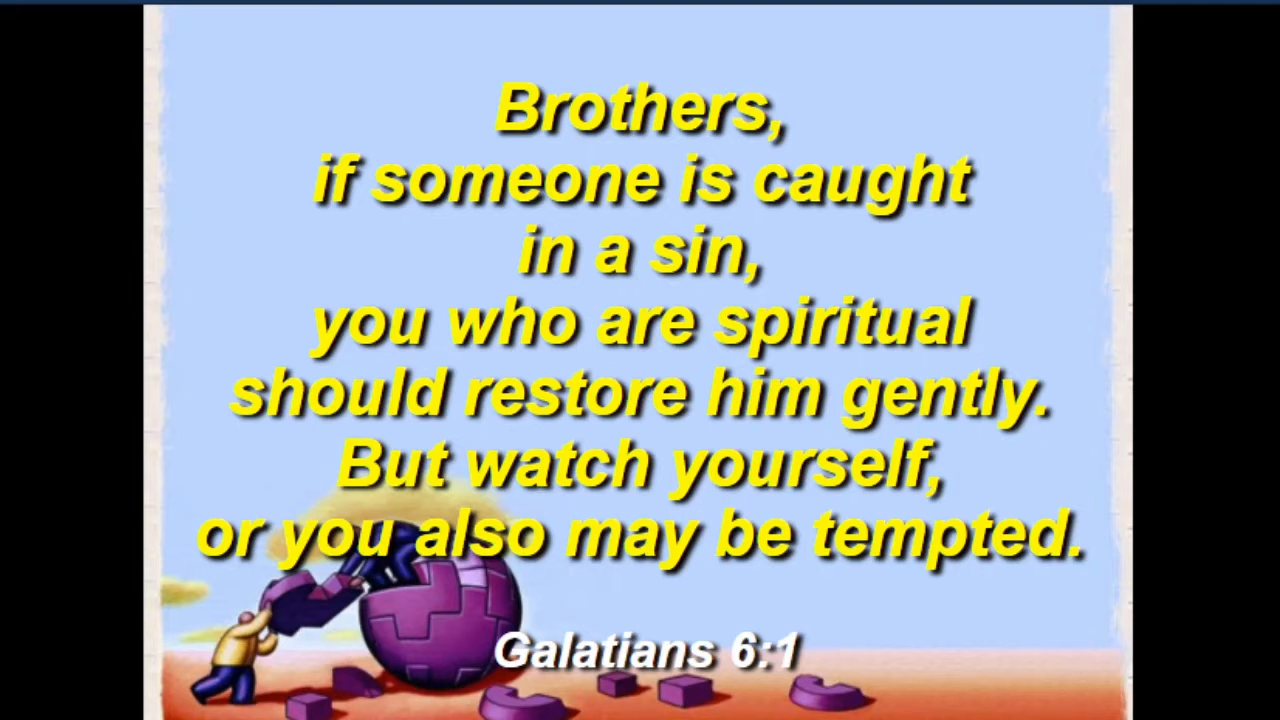 Brothers,
if someone is caught
in a sin,
you who are spiritual
should restore him gently.
But watch yourself,
or you also may be tempted.
Galatians 6:1